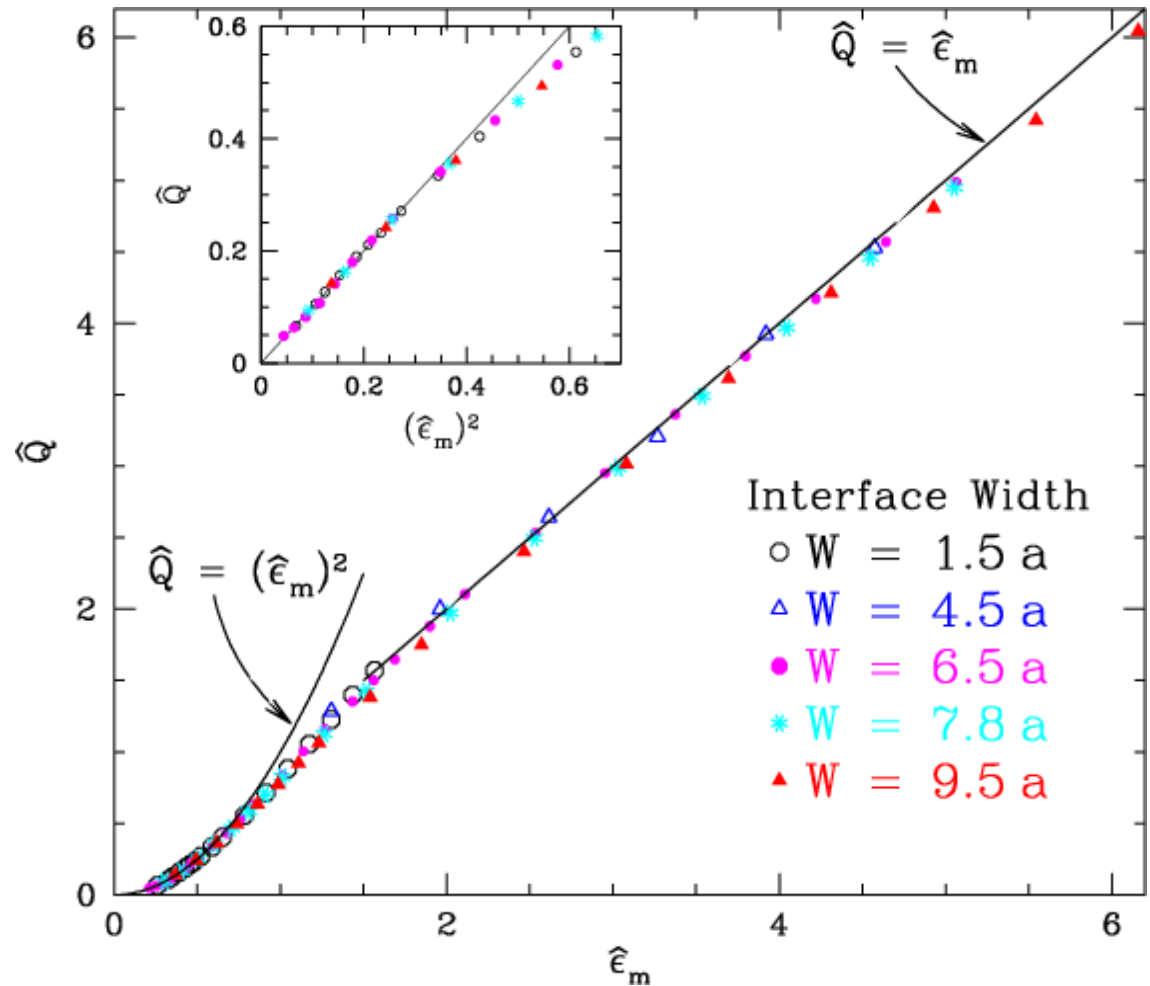 6
4
2
0
Q̂
0
2
4
6
ε̂ₘ
0.6
0.4
0.2
0
Q̂
0
0.2
0.4
0.6
(ε̂ₘ)²
Q̂ = ε̂ₘ
Q̂ = (ε̂ₘ)²
Interface Width
W = 1.5 a
W = 4.5 a
W = 6.5 a
W = 7.8 a
W = 9.5 a